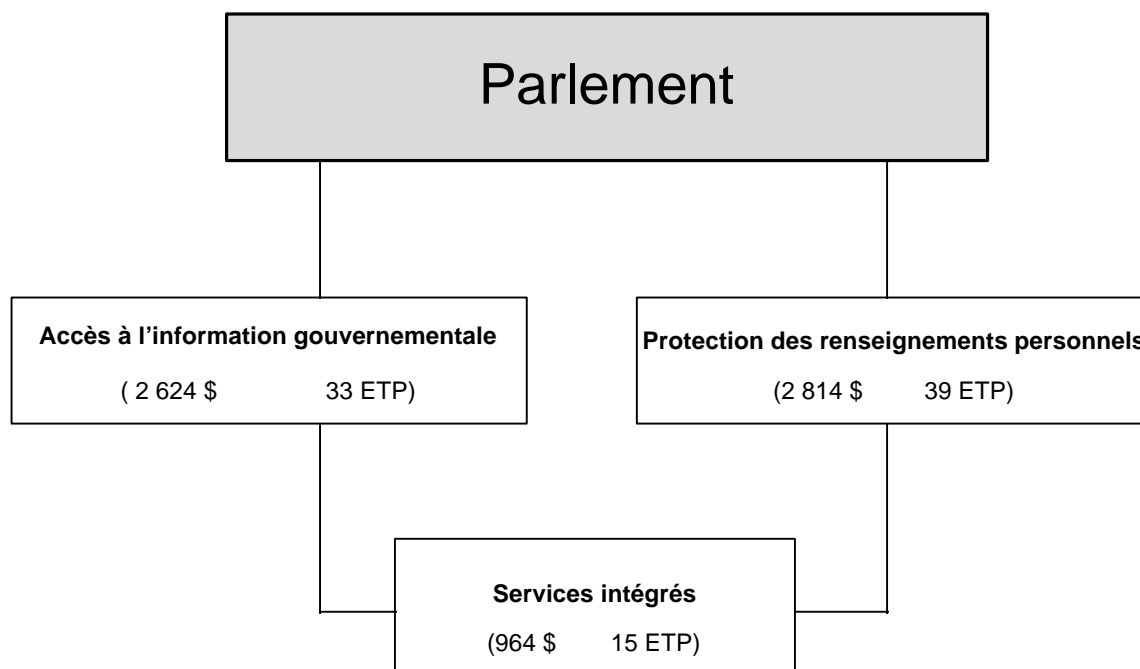 Parlement
Accès à l’information gouvernementale
( 2 624 $ 33 ETP)
Protection des renseignements personnels
(2 814 $ 39 ETP)
Services intégrés
(964 $ 15 ETP)